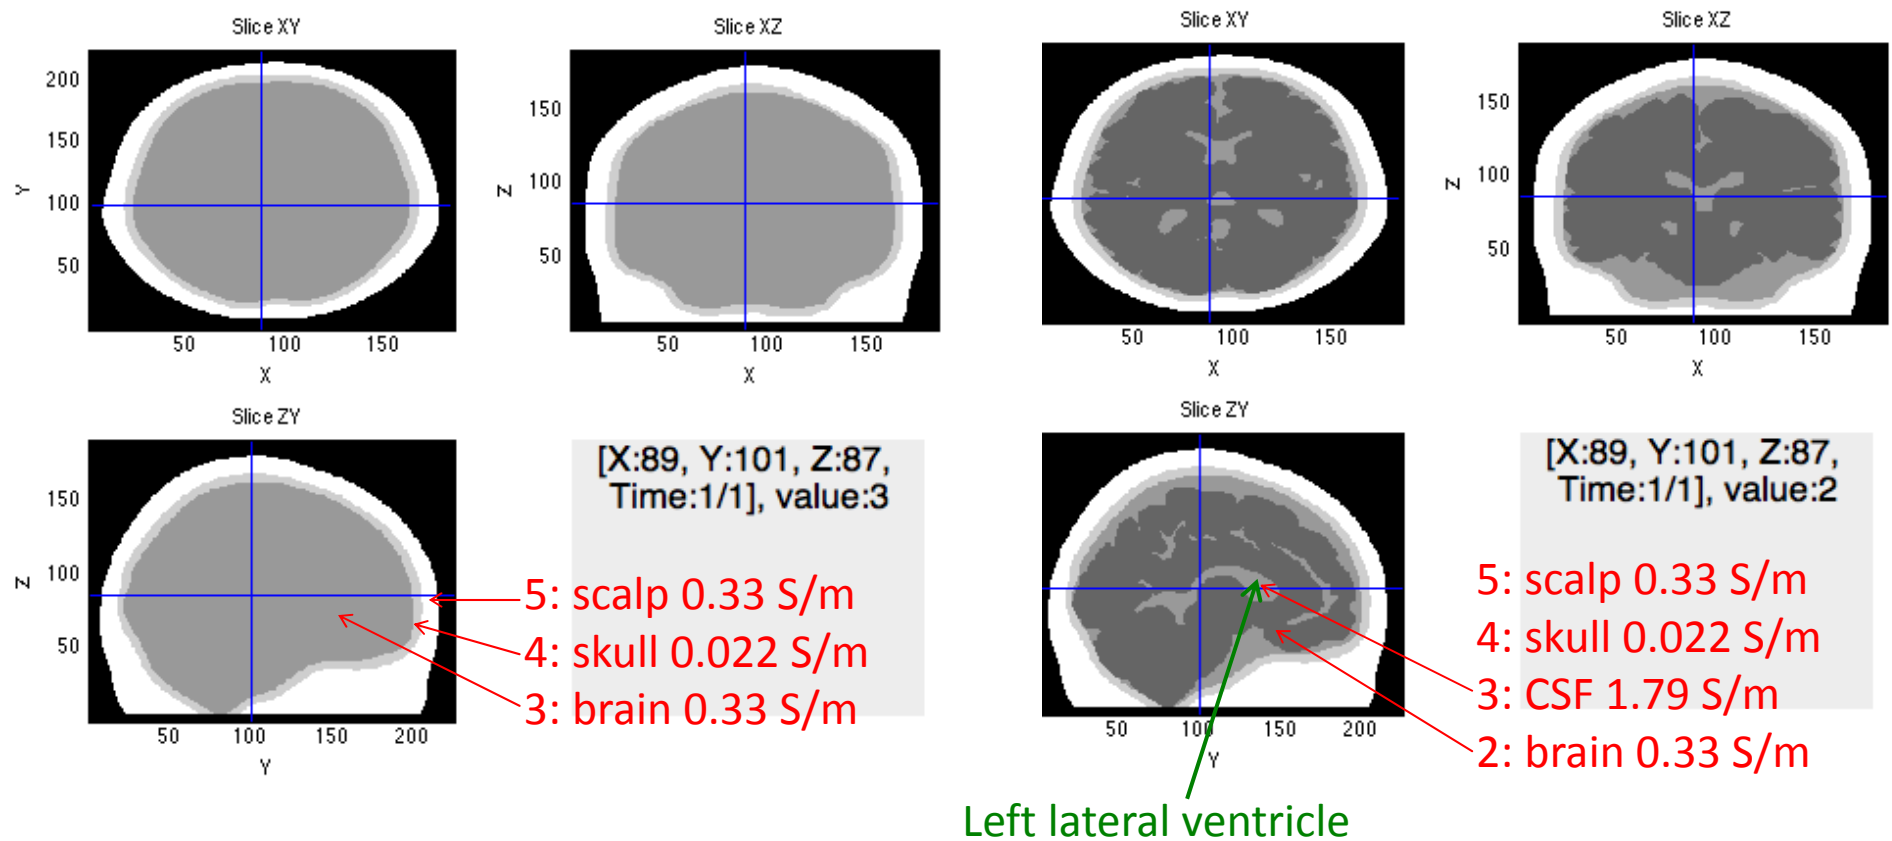 Slice XY
200
150
100
50
Y
50 100 150
X
Slice XZ
150
100
50
Z
50 100 150
X
Slice XY
50 100 150
X
Slice XZ
150
100
50
Z
50 100 150
X
Slice ZY
150
100
50
Z
50 100 150 200
Y
[X:89, Y:101, Z:87,
Time:1/1], value:3
5: scalp 0.33 S/m
4: skull 0.022 S/m
3: brain 0.33 S/m
Slice ZY
50 100 150 200
Y
[X:89, Y:101, Z:87,
Time:1/1], value:2
5: scalp 0.33 S/m
4: skull 0.022 S/m
3: CSF 1.79 S/m
2: brain 0.33 S/m
Left lateral ventricle